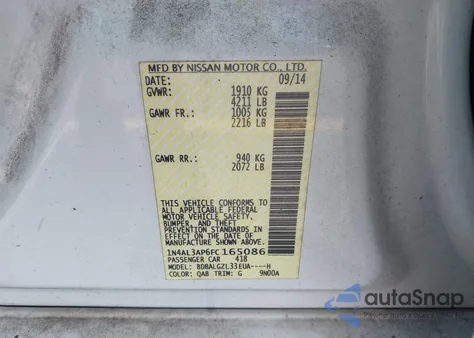 MFD BY NISSAN MOTOR CO., LTD.
DATE: 09/14
GVWR: 1910 KG
4211 LB
GAWR FR.: 1005 KG
2216 LB
GAWR RR.: 940 KG
2072 LB
THIS VEHICLE CONFORMS TO
ALL APPLICABLE FEDERAL
MOTOR VEHICLE SAFETY,
BUMPER, AND THEFT
PREVENTION STANDARDS IN
EFFECT ON THE DATE OF
MANUFACTURE SHOWN ABOVE.
1N4AL3AP6FC165086
PASSENGER CAR 418
MODEL: BDBALGZL33EUA----H
COLOR: QAB TRIM: G 9N00A
autoSnap